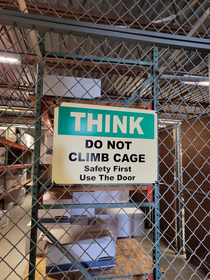 THINK
DO NOT
CLIMB CAGE
Safety First
Use The Door